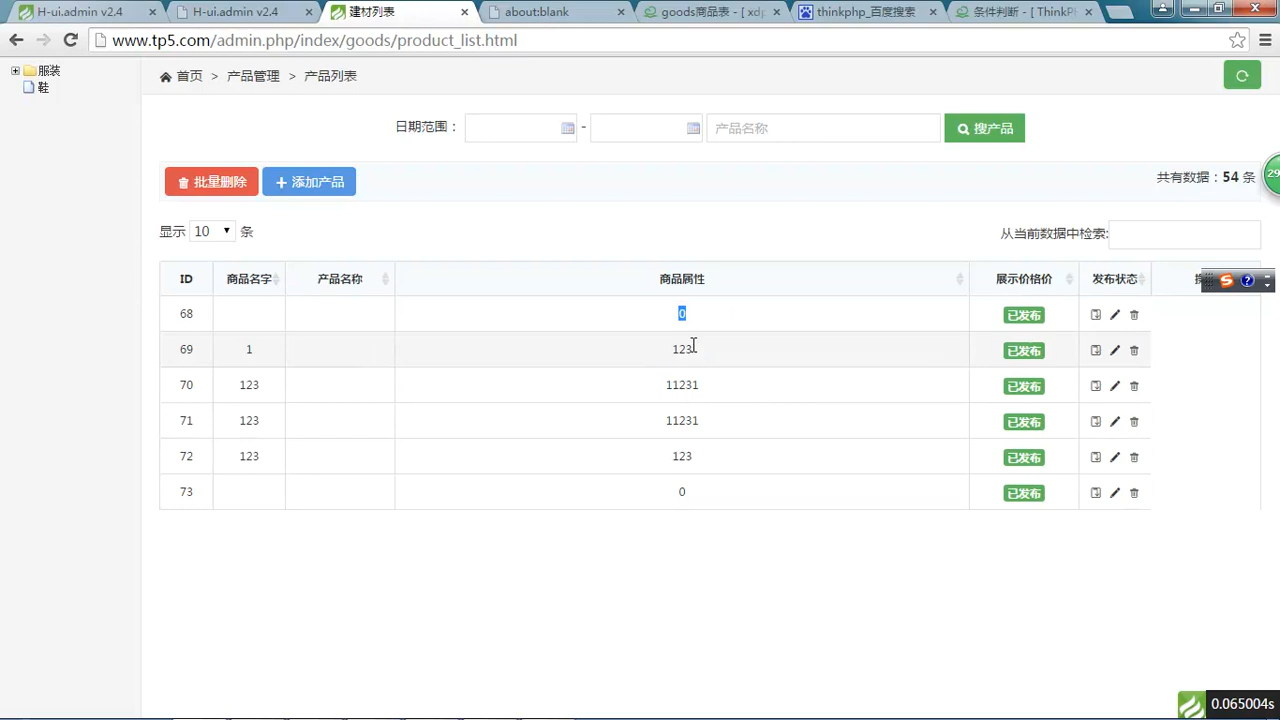 H-ui.admin v2.4
H-ui.admin v2.4
建材列表
about:blank
goods商品表 - [ xdp
thinkphp_百度搜索
条件判断 - [ ThinkPH
www.tp5.com/admin.php/index/goods/product_list.html
服装
鞋
首页 > 产品管理 > 产品列表
日期范围： - 产品名称 搜产品
批量删除 添加产品 共有数据：54 条
29
显示 10 条 从当前数据中检索:
ID 商品名字 产品名称 商品属性 展示价格价 发布状态
68 0 已发布
69 1 123 已发布
70 123 11231 已发布
71 123 11231 已发布
72 123 123 已发布
73 0 已发布
0.065004s